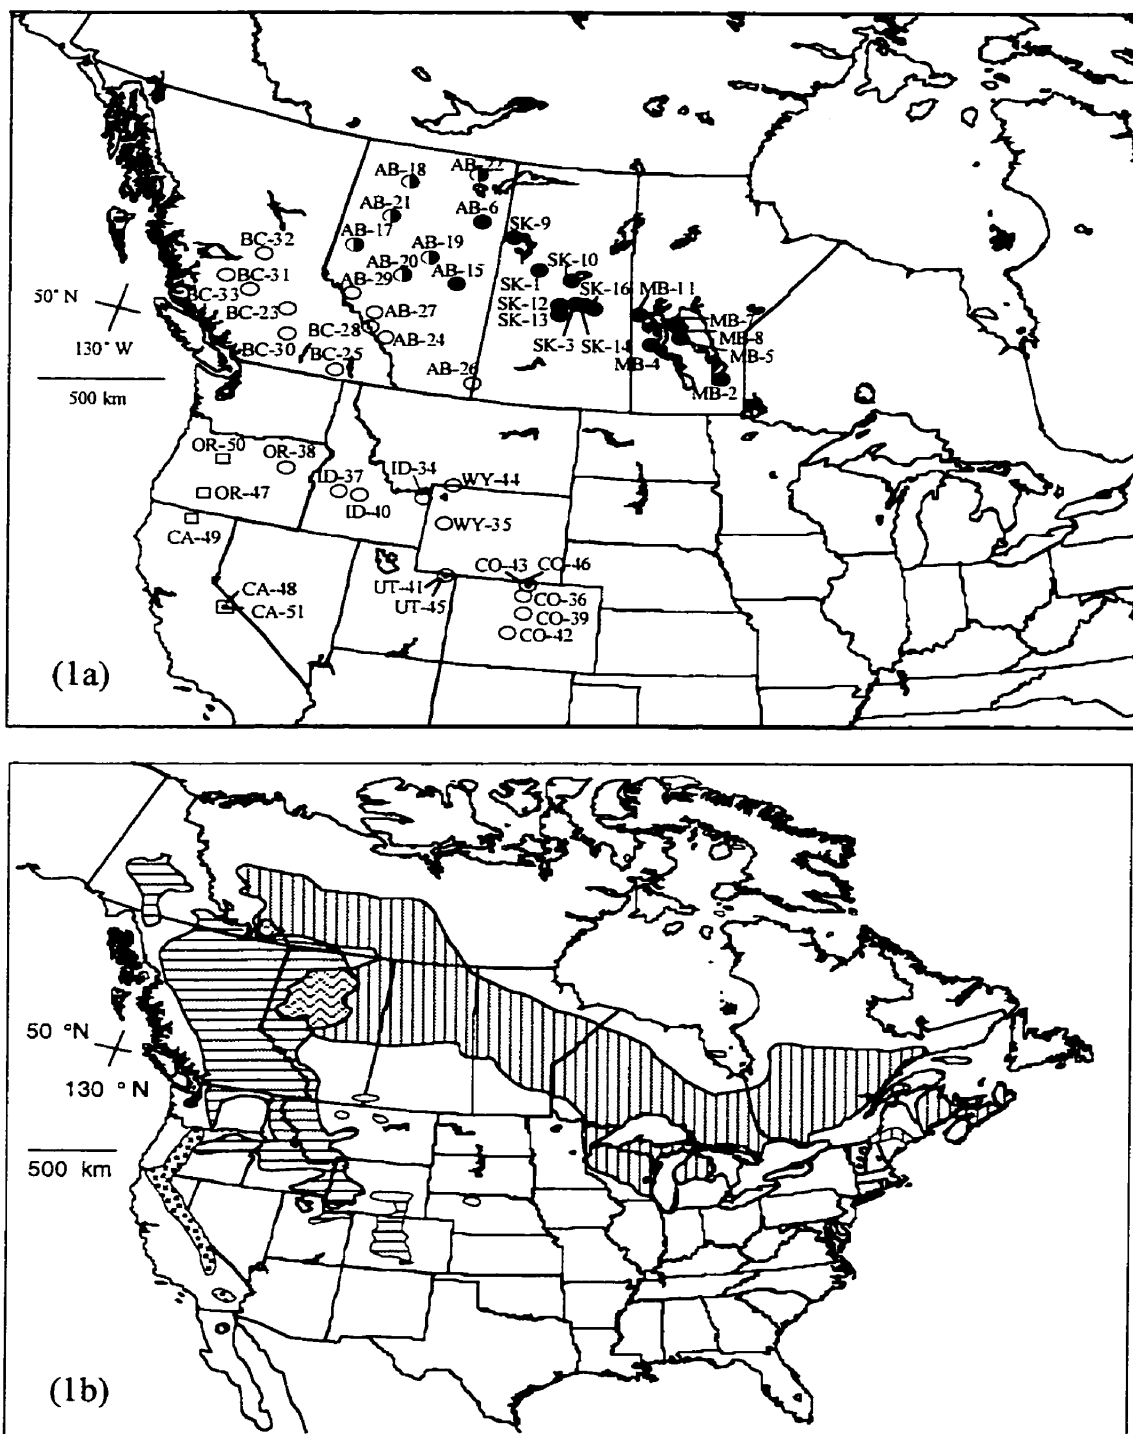 AB-18
AB-22
AB-21
AB-6
AB-17
SK-9
BC-32
AB-19
SK-10
AB-20
BC-31
AB-29
AB-15
SK-1
SK-16
MB-11
BC-33
50° N
BC-23
AB-27
SK-12
MB-7
BC-28
SK-13
MB-8
130° W
BC-30
AB-24
SK-3
SK-14
MB-5
BC-25
MB-4
AB-26
MB-2
500 km
OR-50
OR-38
ID-37
ID-34
WY-44
OR-47
ID-40
WY-35
CA-49
CO-43
CO-46
UT-41
CA-48
UT-45
CO-36
CA-51
CO-39
CO-42
(1a)
50 °N
130 °N
500 km
(1b)